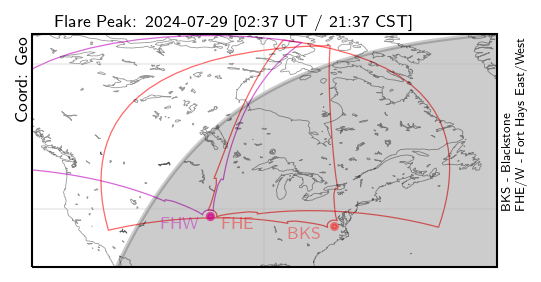 Flare Peak: 2024-07-29 [02:37 UT / 21:37 CST]
Coord: Geo
FHW
FHE
BKS
BKS - Blackstone
FHE/W - Fort Hays East/West